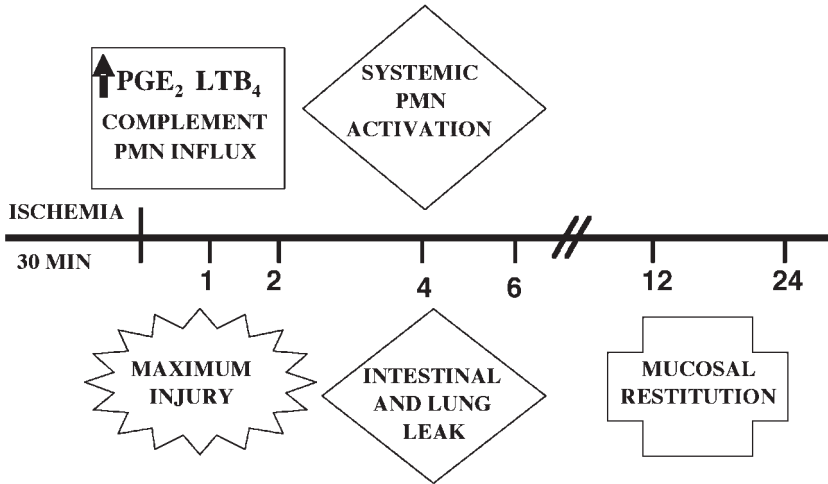 PGE₂ LTB₄
COMPLEMENT
PMN INFLUX
SYSTEMIC
PMN
ACTIVATION
ISCHEMIA
30 MIN
1
2
4
6
12
24
MAXIMUM
INJURY
INTESTINAL
AND LUNG
LEAK
MUCOSAL
RESTITUTION